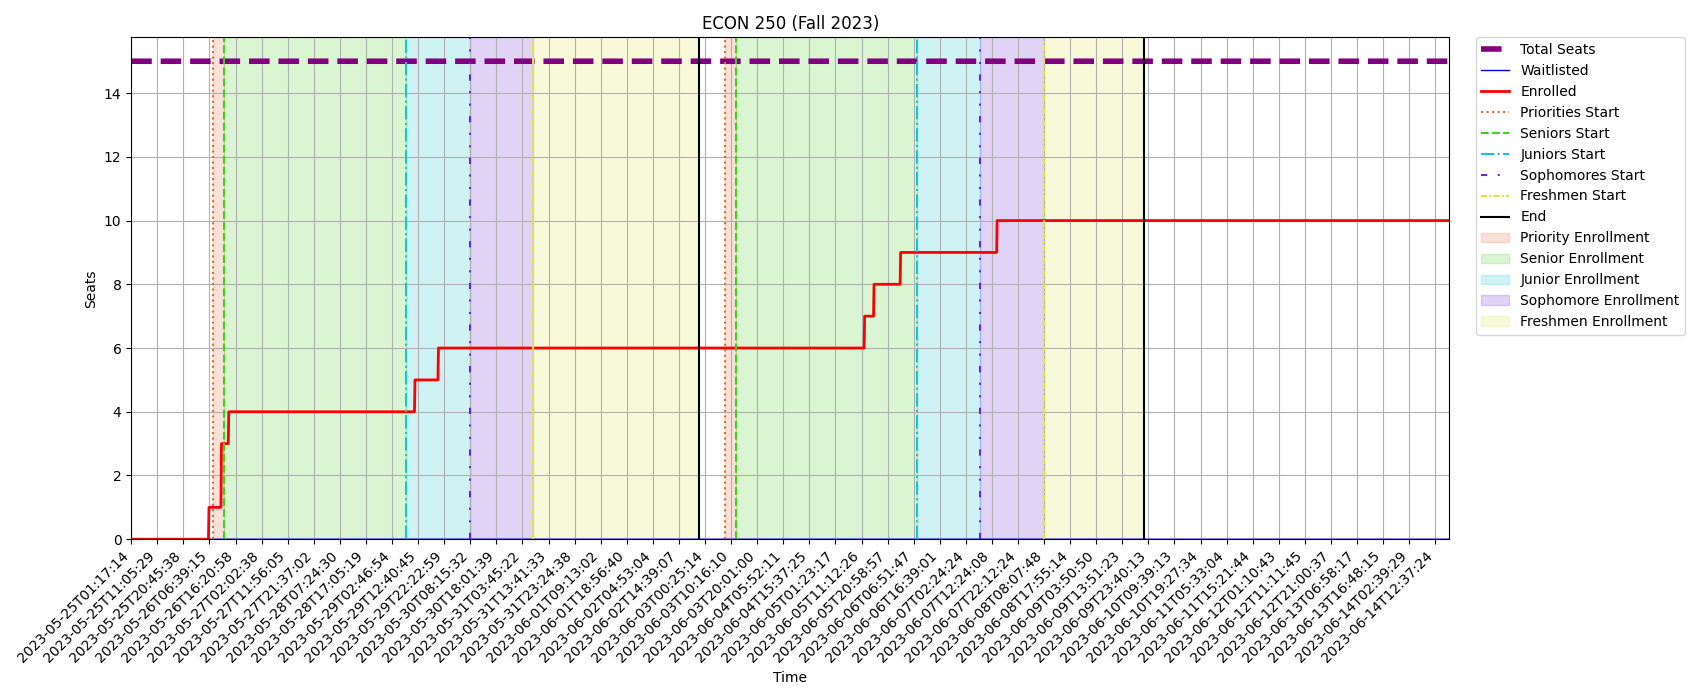 ECON 250 (Fall 2023)
Seats
14
12
10
8
6
4
2
0
2023-05-25T01:17:14
2023-05-25T11:05:29
2023-05-25T20:45:38
2023-05-26T06:39:15
2023-05-26T16:20:58
2023-05-27T02:02:38
2023-05-27T11:56:05
2023-05-27T21:37:02
2023-05-28T07:24:30
2023-05-28T17:05:19
2023-05-29T02:46:54
2023-05-29T12:40:45
2023-05-29T22:22:59
2023-05-30T08:15:32
2023-05-30T18:01:39
2023-05-31T03:45:22
2023-05-31T13:41:33
2023-05-31T23:24:38
2023-06-01T09:13:02
2023-06-01T18:56:40
2023-06-02T04:53:04
2023-06-02T14:39:07
2023-06-03T00:25:14
2023-06-03T10:16:10
2023-06-03T20:01:00
2023-06-04T05:52:11
2023-06-04T15:37:25
2023-06-05T01:23:17
2023-06-05T11:12:26
2023-06-05T20:58:57
2023-06-06T06:51:47
2023-06-06T16:39:01
2023-06-07T02:24:24
2023-06-07T12:24:08
2023-06-07T22:12:24
2023-06-08T08:07:48
2023-06-08T17:55:14
2023-06-09T03:50:50
2023-06-09T13:51:23
2023-06-09T23:40:13
2023-06-10T09:39:13
2023-06-10T19:27:34
2023-06-11T05:33:04
2023-06-11T15:21:44
2023-06-12T01:10:43
2023-06-12T11:11:45
2023-06-12T21:00:37
2023-06-13T06:58:17
2023-06-13T16:48:15
2023-06-14T02:39:29
2023-06-14T12:37:24
Time
Total Seats
Waitlisted
Enrolled
Priorities Start
Seniors Start
Juniors Start
Sophomores Start
Freshmen Start
End
Priority Enrollment
Senior Enrollment
Junior Enrollment
Sophomore Enrollment
Freshmen Enrollment